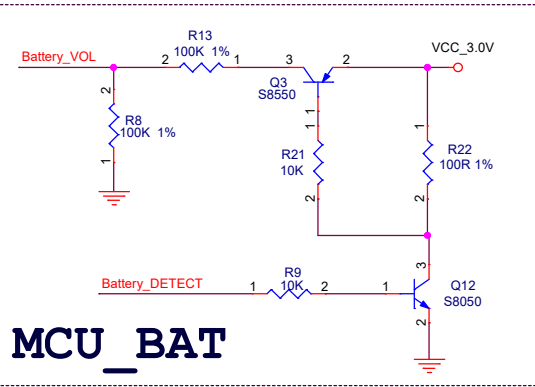 R13
100K 1%
VCC_3.0V
Battery_VOL
2
1
3
2
Q3
S8550
2
R8
100K 1%
1
1
1
R21
10K
2
1
R22
100R 1%
2
3
Battery_DETECT
1
R9
10K
2
1
Q12
S8050
2
MCU_BAT